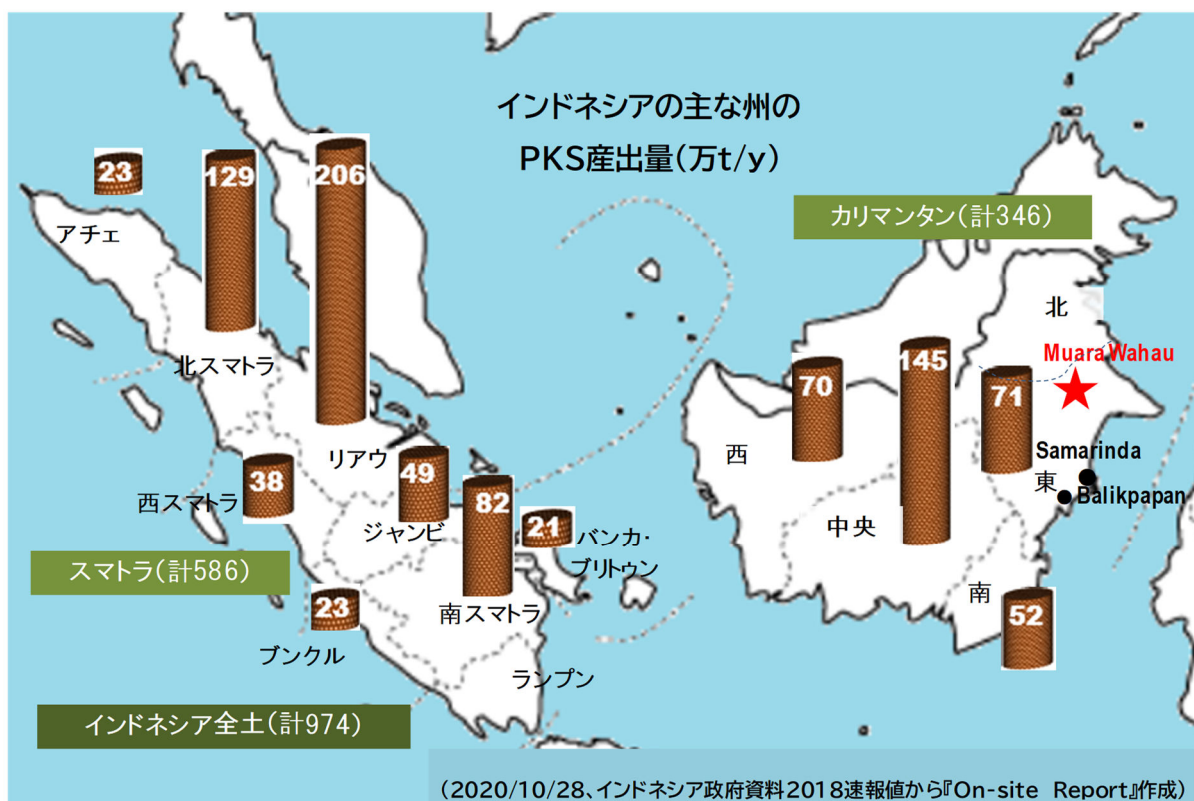 インドネシアの主な州の
PKS産出量(万t/y)
23
アチェ
129
北スマトラ
206
リアウ
38
西スマトラ
49
ジャンビ
82
南スマトラ
21
バンカ・
ブリトゥン
23
ブンクル
ランプン
スマトラ(計586)
インドネシア全土(計974)
カリマンタン(計346)
北
Muara Wahau
70
西
145
中央
71
東
Samarinda
Balikpapan
南
52
(2020/10/28、インドネシア政府資料2018速報値から『On-site Report』作成)